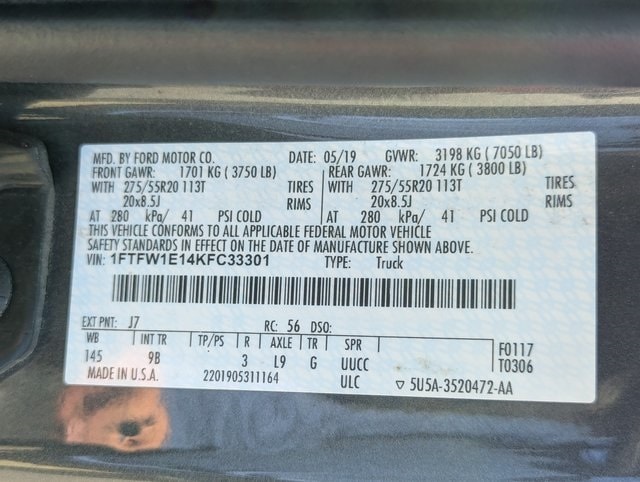 MFD. BY FORD MOTOR CO. DATE: 05/19 GVWR: 3198 KG ( 7050 LB)
FRONT GAWR: 1701 KG ( 3750 LB) REAR GAWR: 1724 KG ( 3800 LB)
WITH 275/55R20 113T TIRES WITH 275/55R20 113T TIRES
20x8.5J RIMS 20x8.5J RIMS
AT 280 kPa/ 41 PSI COLD AT 280 kPa/ 41 PSI COLD
THIS VEHICLE CONFORMS TO ALL APPLICABLE FEDERAL MOTOR VEHICLE
SAFETY STANDARDS IN EFFECT ON THE DATE OF MANUFACTURE SHOWN ABOVE.
VIN: 1FTFW1E14KFC33301 TYPE: Truck
EXT PNT: J7 RC: 56 DSO:
WB INT TR TP/PS R AXLE TR SPR F0117
145 9B 3 L9 G UUCC T0306
MADE IN U.S.A. 2201905311164 ULC ▽ 5U5A-3520472-AA